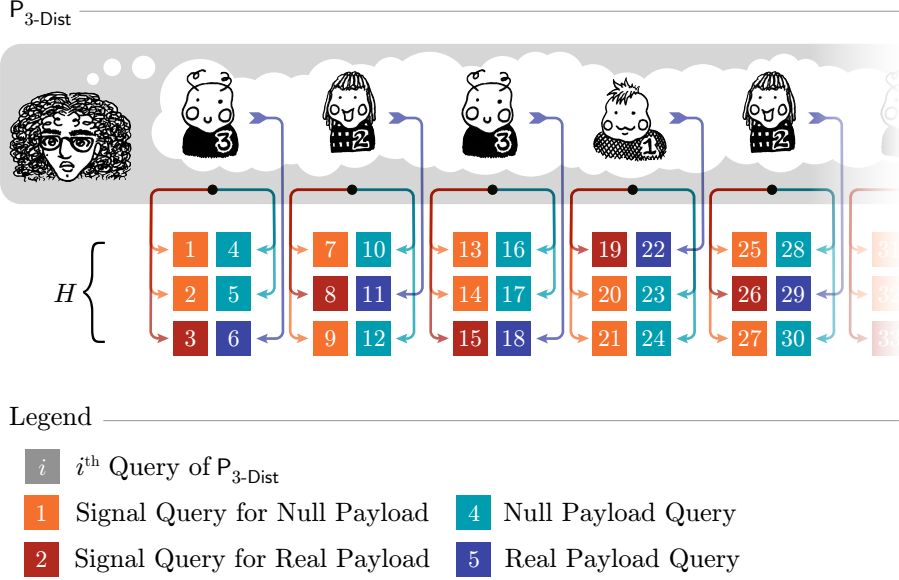 P3-Dist
3 2 3 1 2
1 4 7 10 13 16 19 22 25 28 31
H 2 5 8 11 14 17 20 23 26 29 32
3 6 9 12 15 18 21 24 27 30 33
Legend
i ith Query of P3-Dist
1 Signal Query for Null Payload 4 Null Payload Query
2 Signal Query for Real Payload 5 Real Payload Query